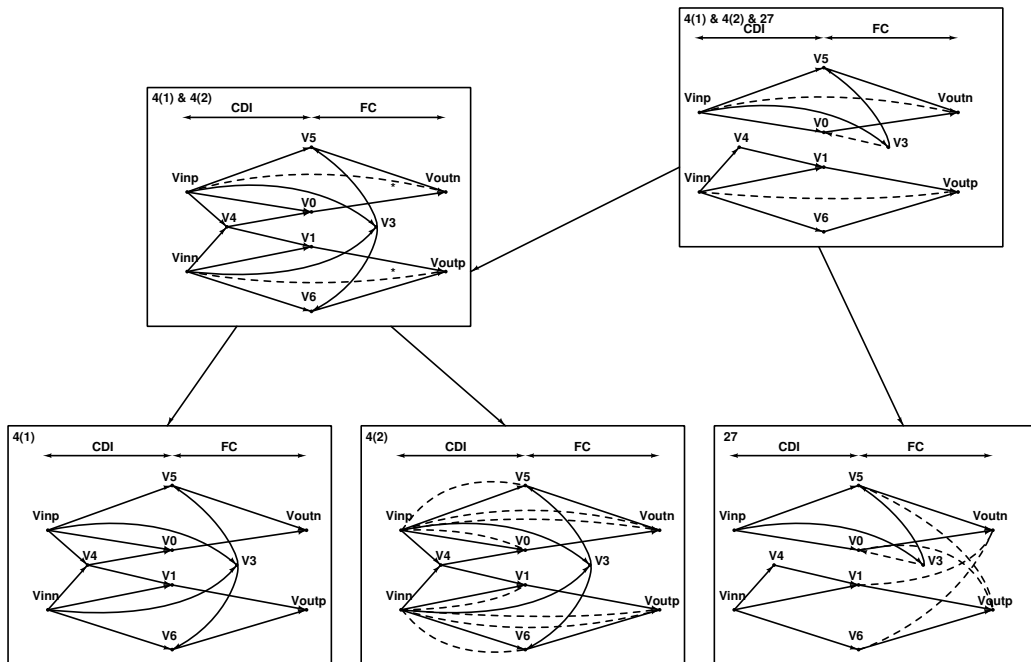 4(1) & 4(2) & 27
CDI FC
V5
Vinp Voutn
V0
V4 V3
V1
Vinn Voutp
V6
4(1) & 4(2)
CDI FC
V5
Vinp Voutn
*
V0
V4 V3
V1
Vinn Voutp
*
V6
4(1)
CDI FC
V5
Vinp Voutn
V0
V4 V3
V1
Vinn Voutp
V6
4(2)
CDI FC
V5
Vinp Voutn
V0
V4 V3
V1
Vinn Voutp
V6
27
CDI FC
V5
Vinp Voutn
V0
V4 V3
V1
Vinn Voutp
V6